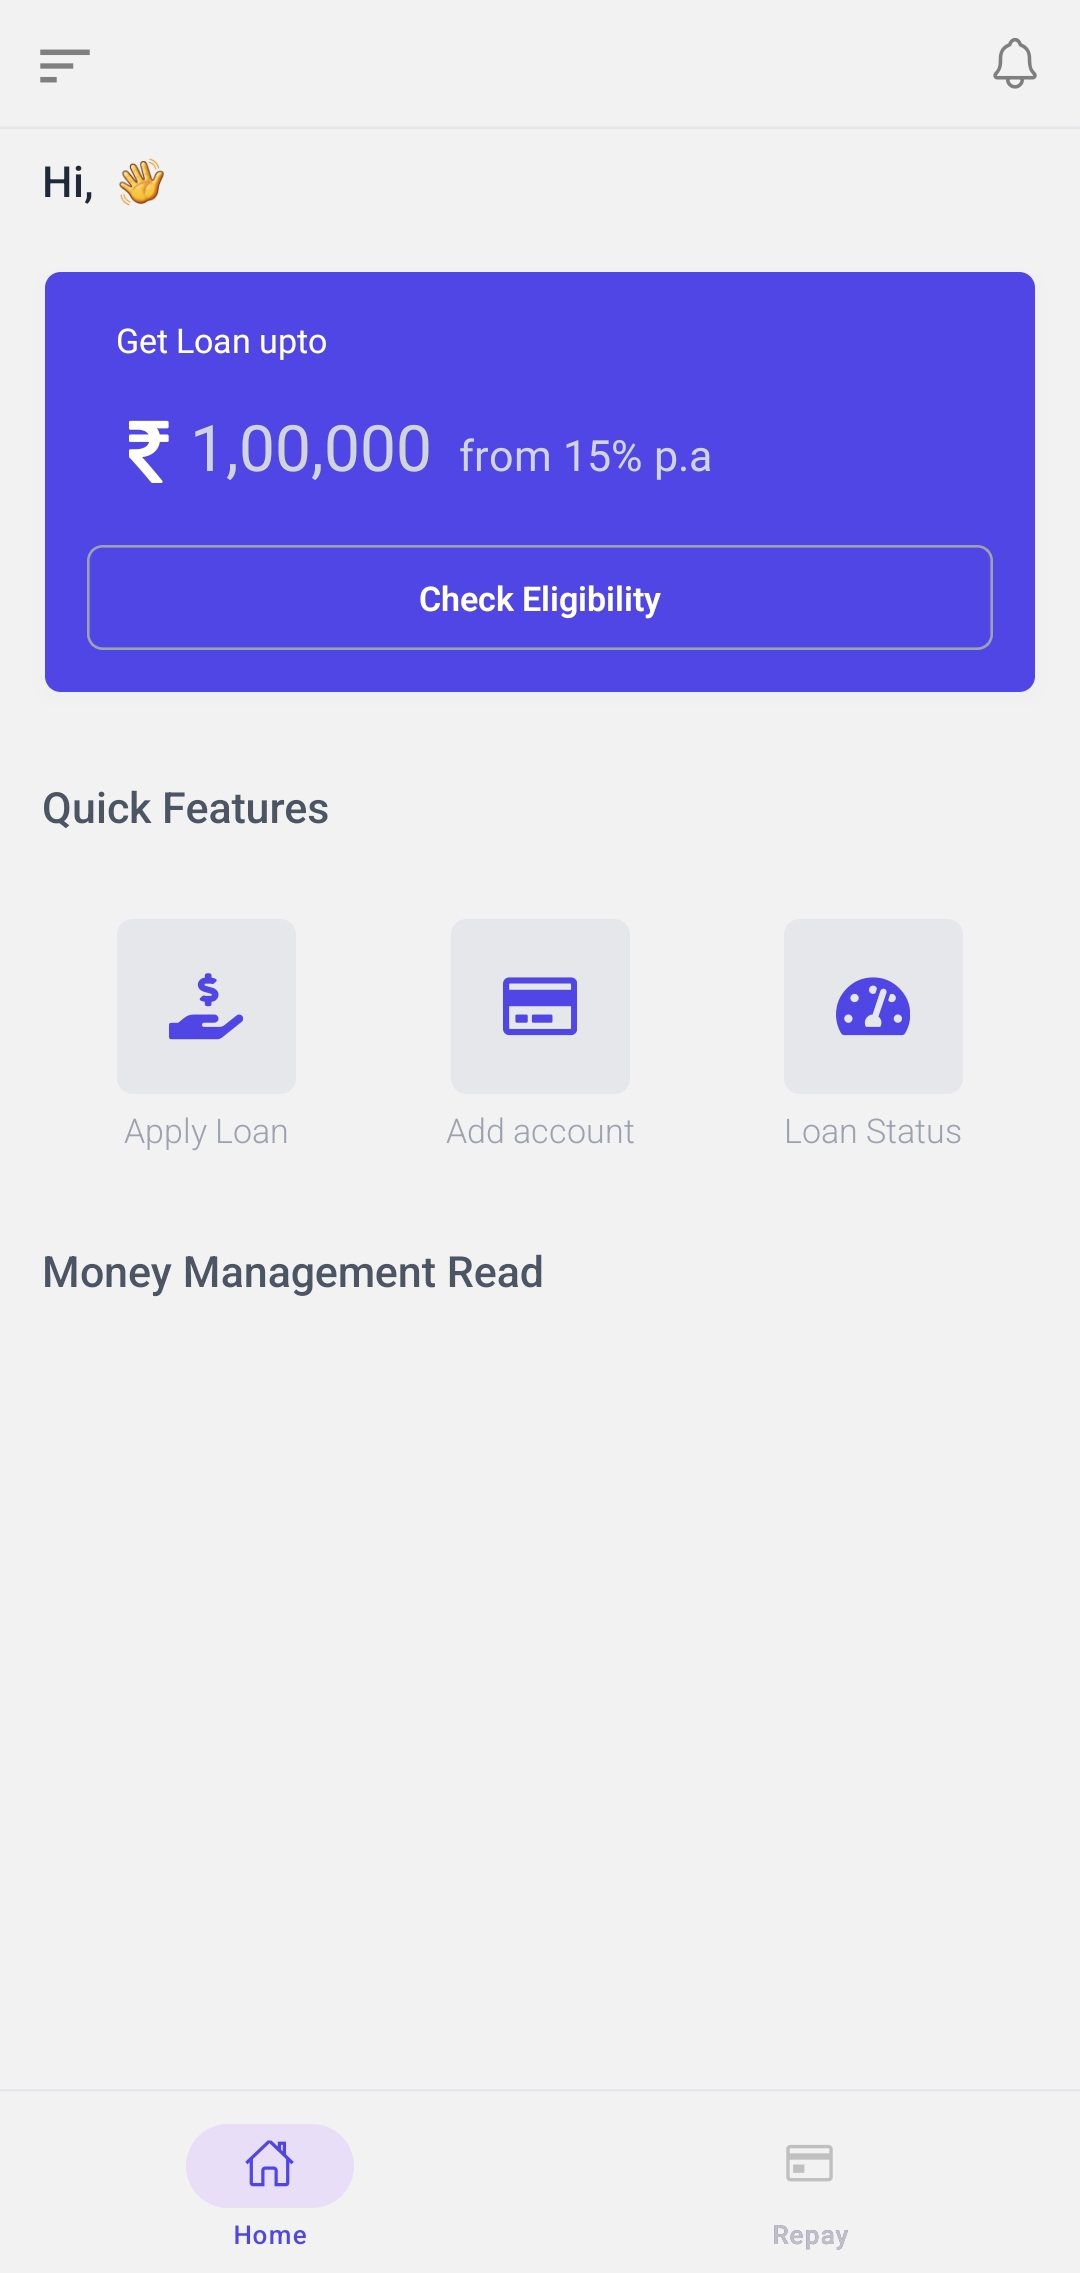 Hi, 👋
Get Loan upto
₹ 1,00,000 from 15% p.a
Check Eligibility
Quick Features
Apply Loan
Add account
Loan Status
Money Management Read
Home
Repay